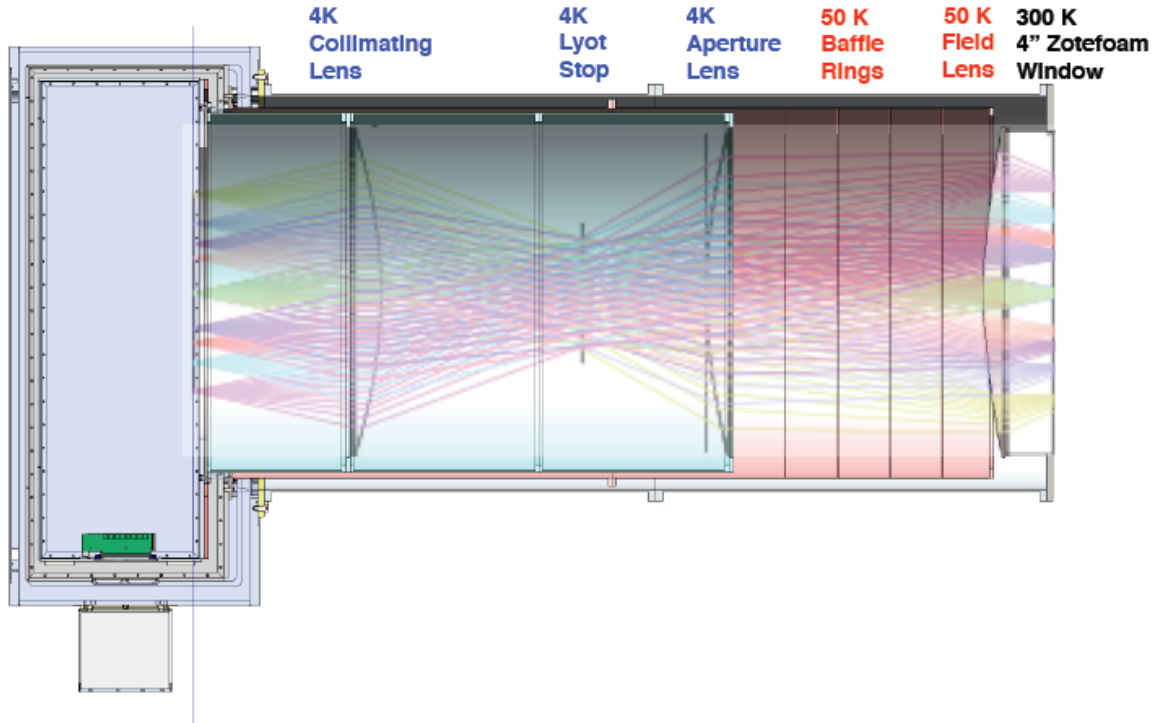 4K
Collimating
Lens
4K
Lyot
Stop
4K
Aperture
Lens
50 K
Baffle
Rings
50 K
Field
Lens
300 K
4” Zotefoam
Window